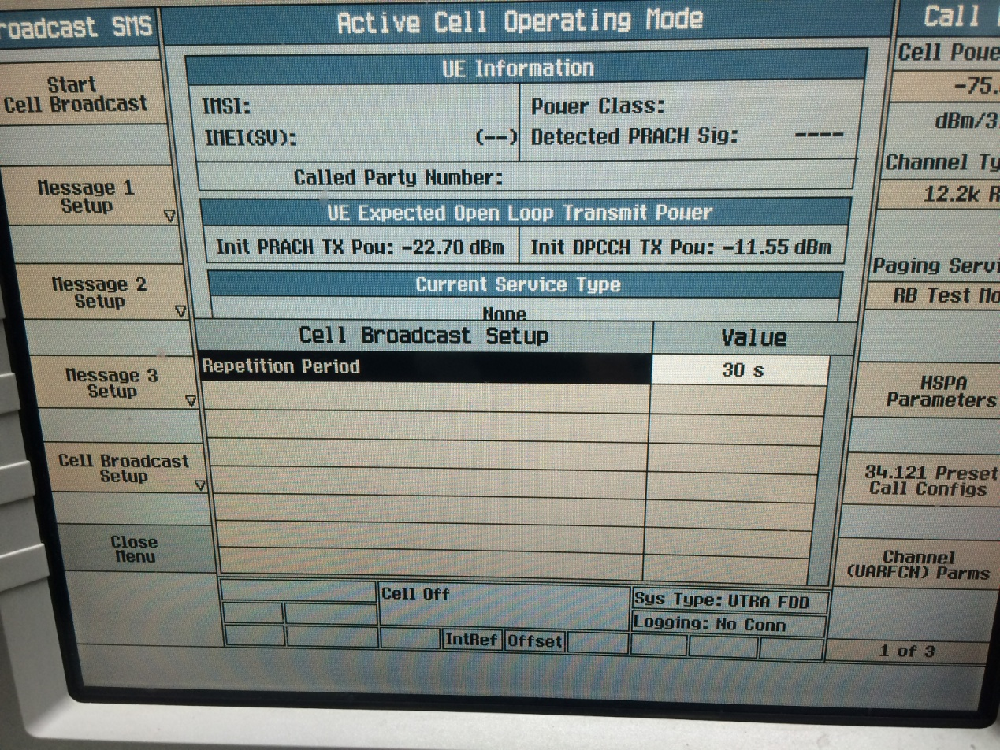 roadcast SMS
Active Cell Operating Mode
Call
Start
Cell Broadcast
Message 1
Setup
Message 2
Setup
Message 3
Setup
Cell Broadcast
Setup
Close
Menu
UE Information
IMSI:
IMEI(SV): (--)
Power Class:
Detected PRACH Sig: ----
Called Party Number:
UE Expected Open Loop Transmit Power
Init PRACH TX Pow: -22.70 dBm
Init DPCCH TX Pow: -11.55 dBm
Current Service Type
None
Cell Broadcast Setup
Value
Repetition Period
30 s
Cell Off
Sys Type: UTRA FDD
Logging: No Conn
IntRef
Offset
Cell Powe
-75.
dBm/3
Channel Ty
12.2k R
Paging Servi
RB Test Mo
HSPA
Parameters
34.121 Preset
Call Configs
Channel
(UARFCN) Parms
1 of 3